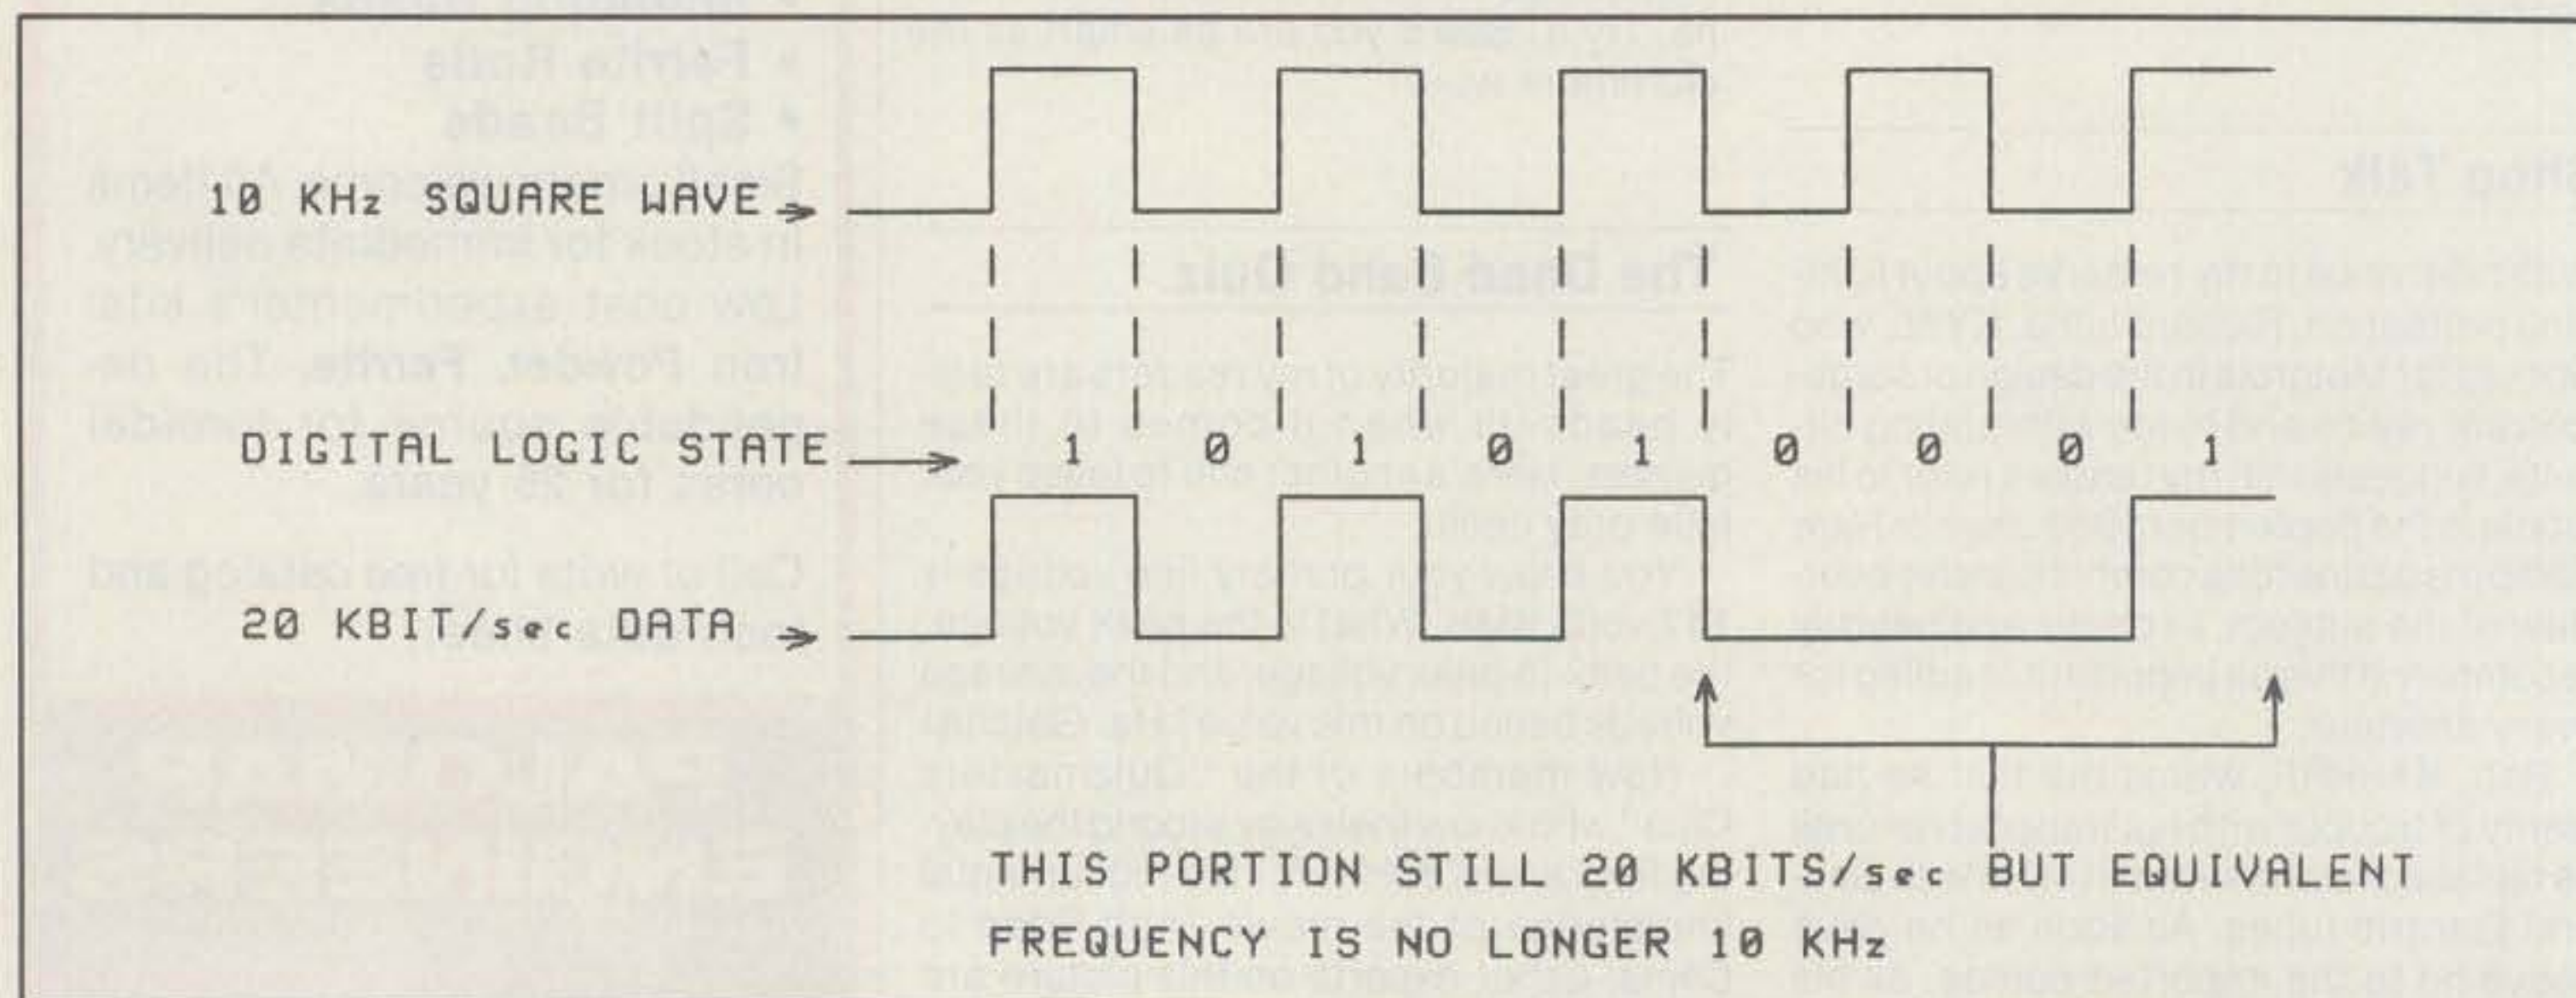 10 KHz SQUARE WAVE
DIGITAL LOGIC STATE 1 0 1 0 1 0 0 0 1
20 KBIT/sec DATA
THIS PORTION STILL 20 KBITS/sec BUT EQUIVALENT
FREQUENCY IS NO LONGER 10 KHz